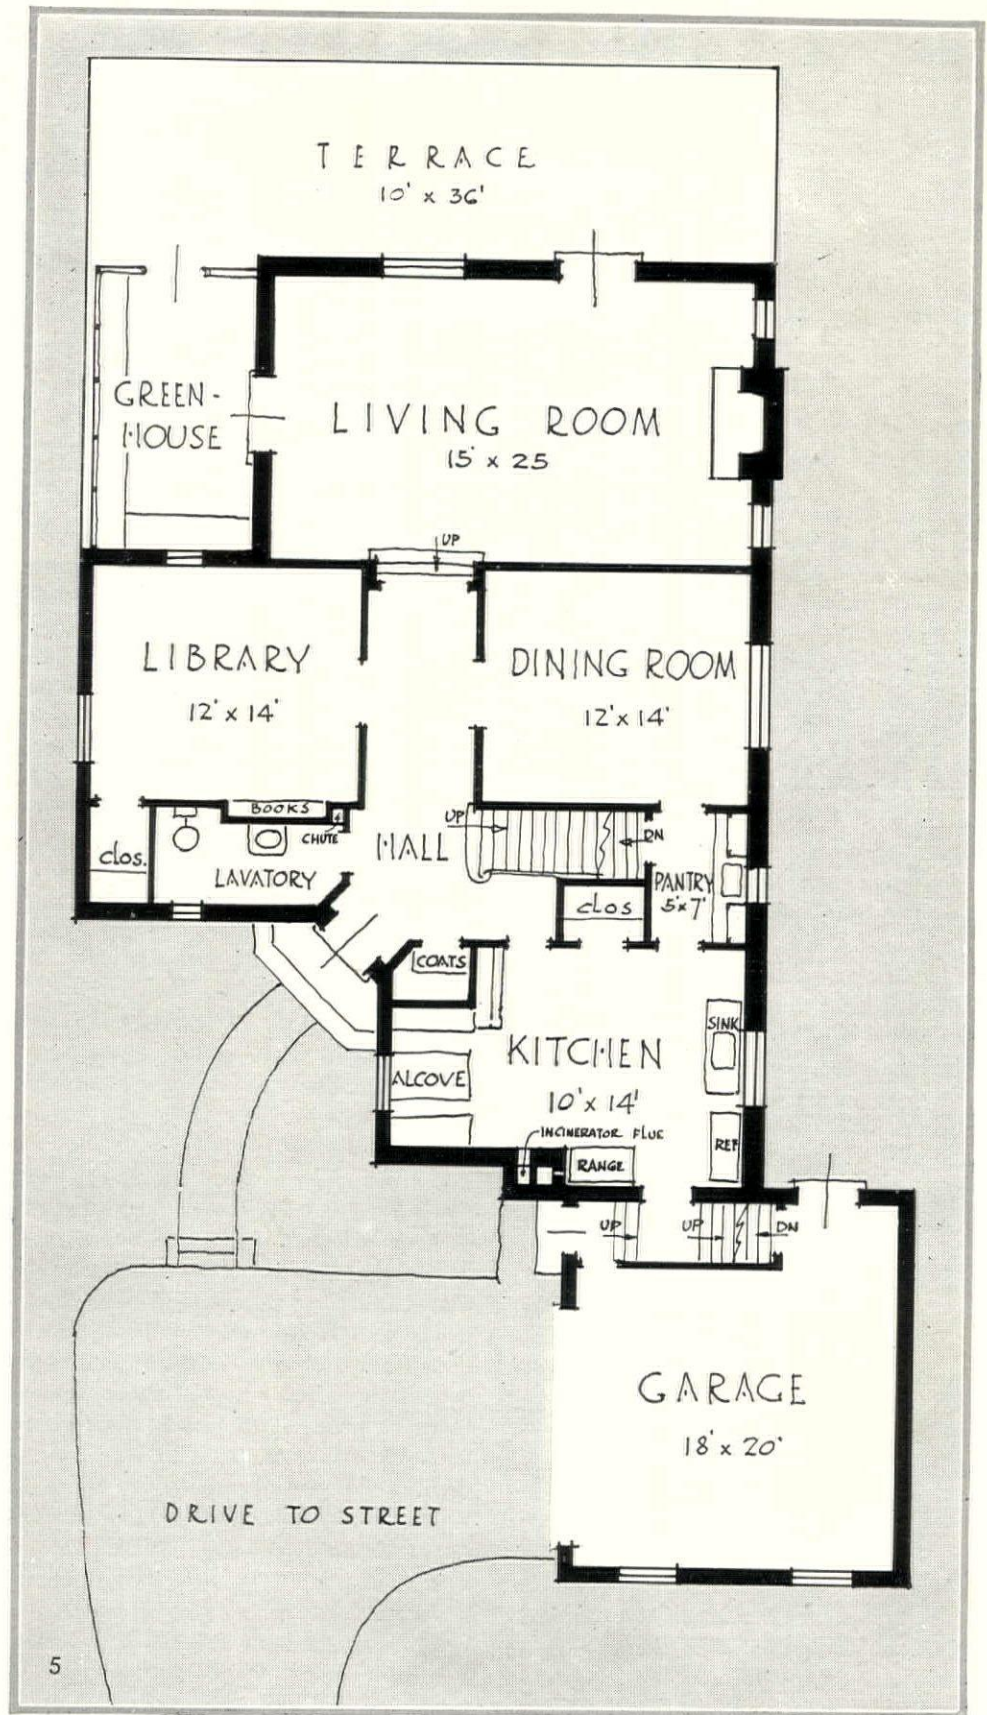 TERRACE
10' x 36'
GREEN-
HOUSE
LIVING ROOM
15' x 25
UP
LIBRARY
12' x 14'
DINING ROOM
12' x 14'
BOOKS
CHUTE
clos.
LAVATORY
HALL
UP
DN
PANTRY
5' x 7'
clos
COATS
KITCHEN
10' x 14'
SINK
ALCOVE
INCINERATOR FLUE
RANGE
REF
UP
UP
DN
GARAGE
18' x 20'
DRIVE TO STREET
5